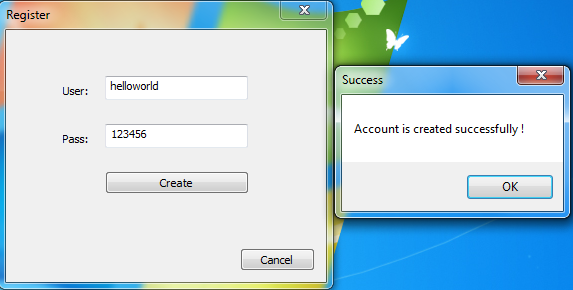 Register
User: helloworld
Pass: 123456
Create
Cancel
Success
Account is created successfully !
OK